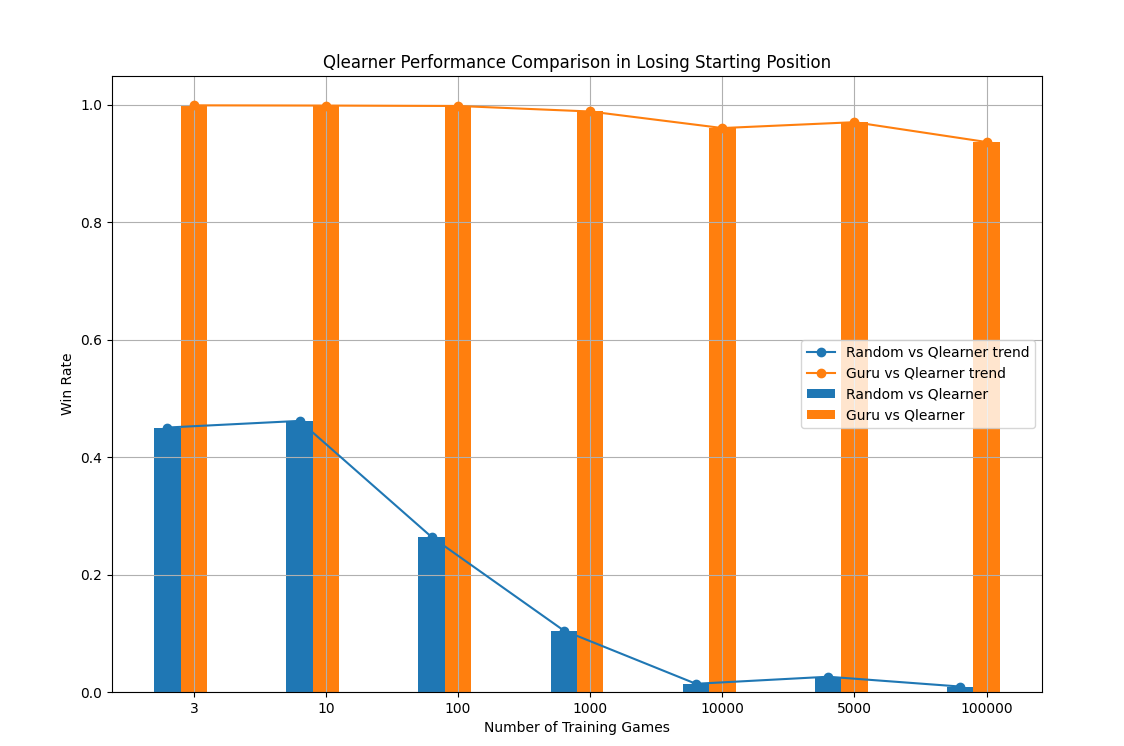 Qlearner Performance Comparison in Losing Starting Position
1.0
0.8
0.6
0.4
0.2
0.0
Win Rate
Random vs Qlearner trend
Guru vs Qlearner trend
Random vs Qlearner
Guru vs Qlearner
3 10 100 1000 10000 5000 100000
Number of Training Games